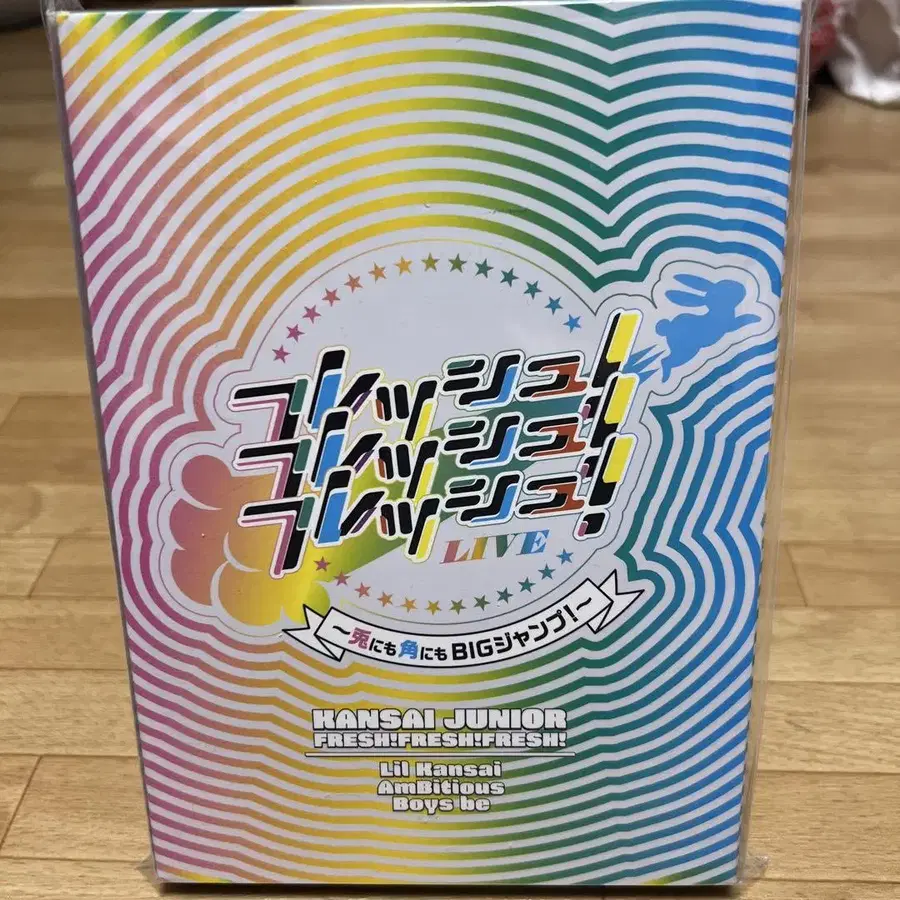 フレッシュ!
フレッシュ!
フレッシュ!
LIVE
～兎にも角にもBIGジャンプ!～
KANSAI JUNIOR
FRESH!FRESH!FRESH!
Lil Kansai
AmBitious
Boys be